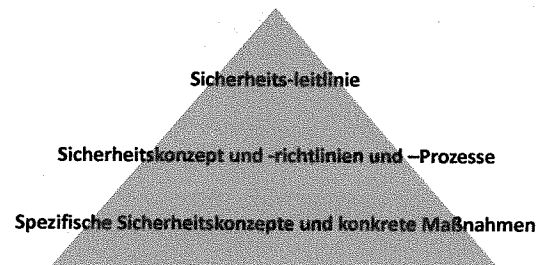 Sicherheits-leitlinie
Sicherheitskonzept und -richtlinien und –Prozesse
Spezifische Sicherheitskonzepte und konkrete Maßnahmen